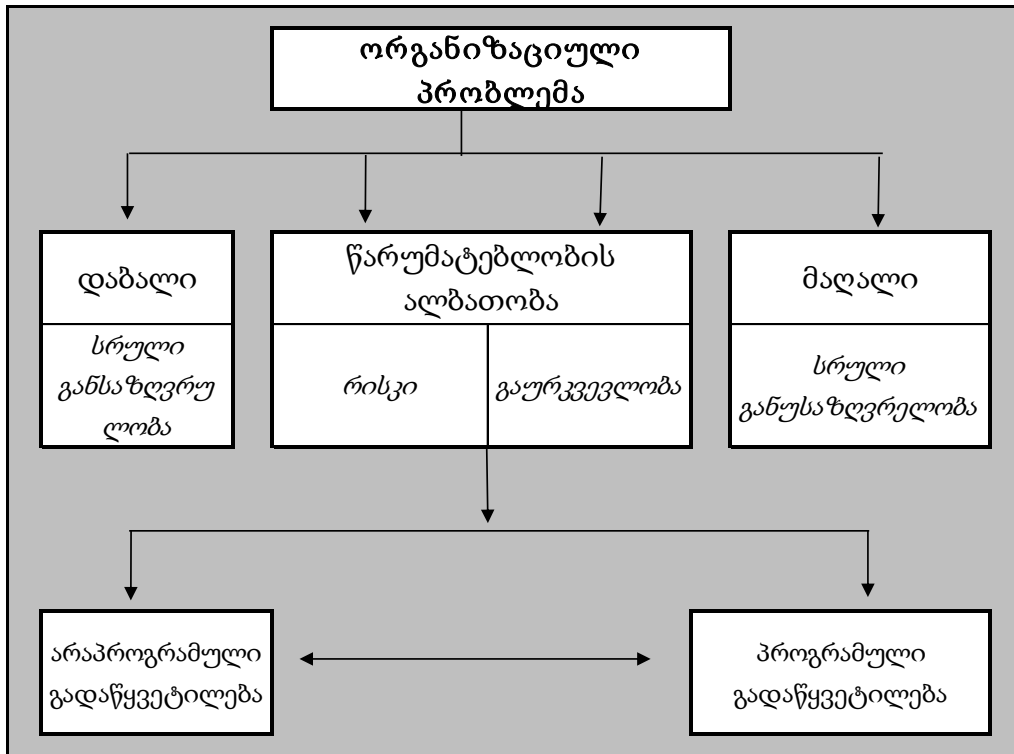 ორგანიზაციული
პრობლემა
დაბალი
წარუმატებლობის
ალბათობა
მაღალი
სრული
განსაზღვრუ
ლობა
რისკი
გაურკვევლობა
სრული
განუსაზღვრელობა
არაპროგრამული
გადაწყვეტილება
პროგრამული
გადაწყვეტილება